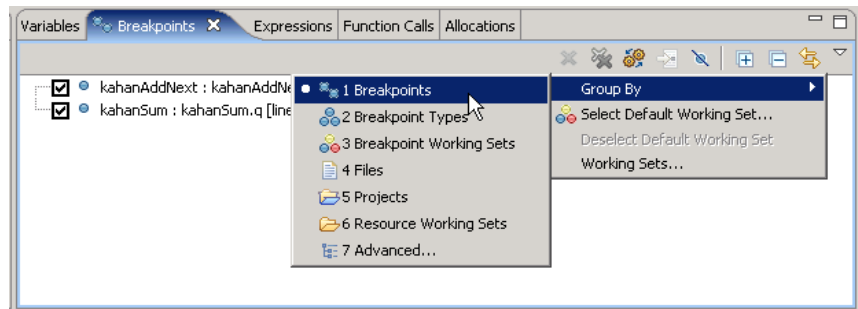 Variables Breakpoints Expressions Function Calls Allocations
kahanAddNext : kahanAddNe
kahanSum : kahanSum.q [line
1 Breakpoints
2 Breakpoint Types
3 Breakpoint Working Sets
4 Files
5 Projects
6 Resource Working Sets
7 Advanced...
Group By
Select Default Working Set...
Deselect Default Working Set
Working Sets...